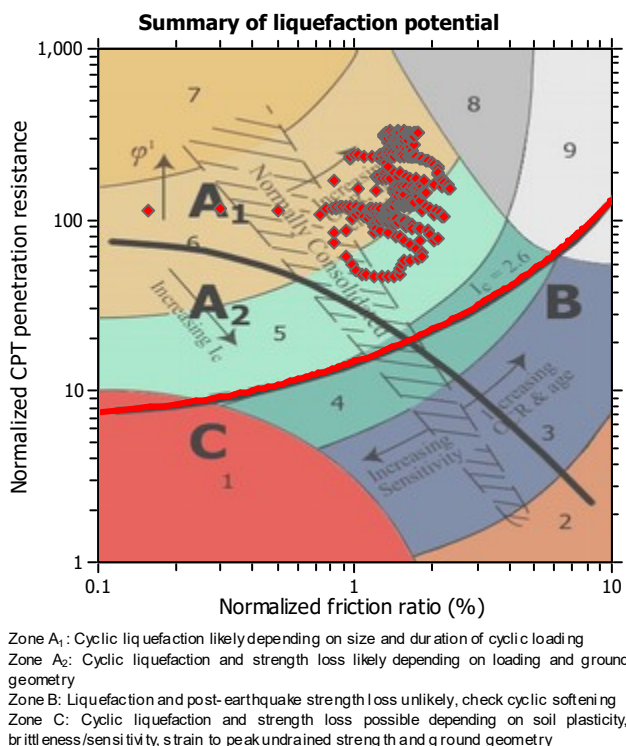 Summary of liquefaction potential
1,000
7
8
9
φ'
Increasing
Normally Consolidated
100
A1
6
A2
Increasing Ic
Ic = 2.6
B
5
10
4
Increasing
OCR & age
3
C
Increasing
Sensitivity
1
2
1
0.1
1
10
Normalized CPT penetration resistance
Normalized friction ratio (%)
Zone A1: Cyclic liquefaction likely depending on size and duration of cyclic loading
Zone A2: Cyclic liquefaction and strength loss likely depending on loading and ground
geometry
Zone B: Liquefaction and post-earthquake strength loss unlikely, check cyclic softening
Zone C: Cyclic liquefaction and strength loss possible depending on soil plasticity,
brittleness/sensitivity, strain to peak undrained strength and ground geometry